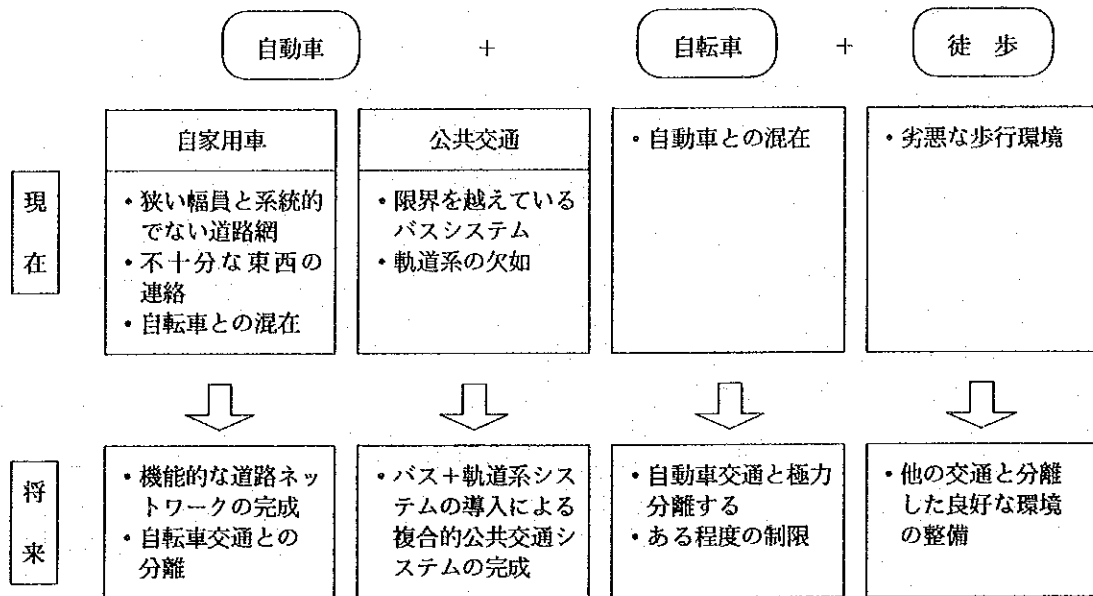 自動車
+
自転車
+
徒 歩
現在
自家用車
・狭い幅員と系統的
でない道路網
・不十分な東西の
連絡
・自転車との混在
公共交通
・限界を越えている
バスシステム
・軌道系の欠如
・自動車との混在
・劣悪な歩行環境
将来
・機能的な道路ネッ
トワークの完成
・自転車交通との
分離
・バス+軌道系シス
テムの導入による
複合的公共交通シ
ステムの完成
・自動車交通と極力
分離する
・ある程度の制限
・他の交通と分離
した良好な環境
の整備